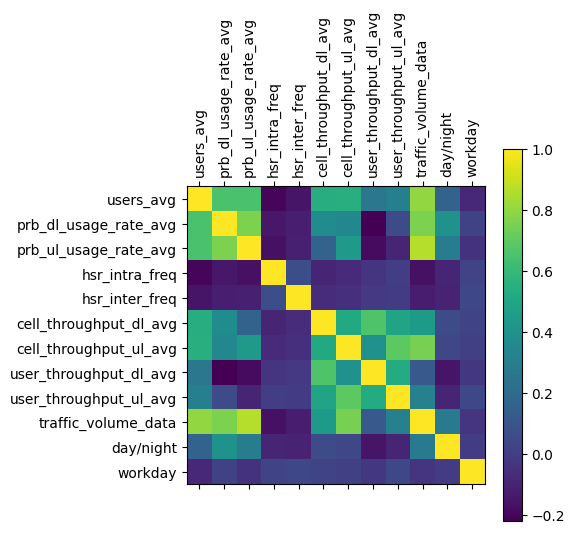 users_avg
prb_dl_usage_rate_avg
prb_ul_usage_rate_avg
hsr_intra_freq
hsr_inter_freq
cell_throughput_dl_avg
cell_throughput_ul_avg
user_throughput_dl_avg
user_throughput_ul_avg
traffic_volume_data
day/night
workday
users_avg
prb_dl_usage_rate_avg
prb_ul_usage_rate_avg
hsr_intra_freq
hsr_inter_freq
cell_throughput_dl_avg
cell_throughput_ul_avg
user_throughput_dl_avg
user_throughput_ul_avg
traffic_volume_data
day/night
workday
1.0
0.8
0.6
0.4
0.2
0.0
−0.2